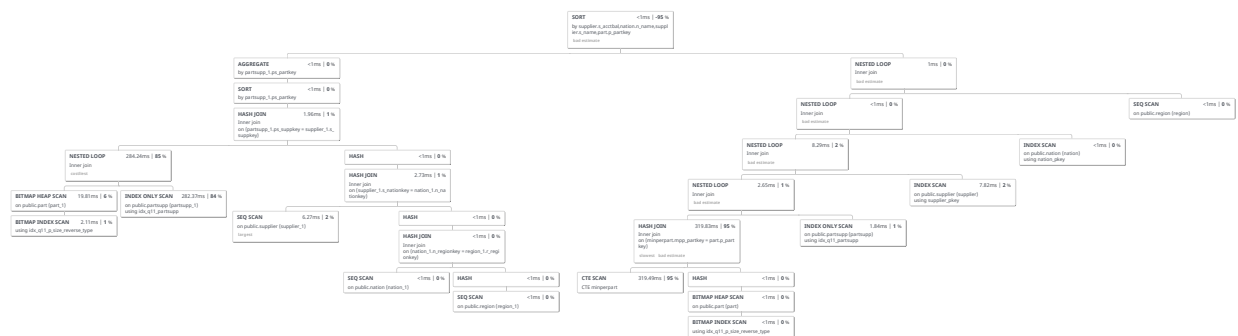 SORT <1ms | -95 %
by supplier.s_acctbal,nation.n_name,suppl
ier.s_name,part.p_partkey
bad estimate
AGGREGATE <1ms | 0 %
by partsupp_1.ps_partkey
NESTED LOOP 1ms | 0 %
Inner join
bad estimate
SORT <1ms | 0 %
by partsupp_1.ps_partkey
HASH JOIN 1.96ms | 1 %
Inner join
on (partsupp_1.ps_suppkey = supplier_1.s_
suppkey)
NESTED LOOP <1ms | 0 %
Inner join
bad estimate
SEQ SCAN <1ms | 0 %
on public.region (region)
NESTED LOOP 284.24ms | 85 %
Inner join
HASH <1ms | 0 %
NESTED LOOP 8.29ms | 2 %
Inner join
bad estimate
INDEX SCAN <1ms | 0 %
on public.nation (nation)
using nation_pkey
HASH JOIN 2.73ms | 1 %
Inner join
on (supplier_1.s_nationkey = nation_1.n_na
tionkey)
BITMAP HEAP SCAN 19.81ms | 6 %
on public.part (part_1)
INDEX ONLY SCAN 282.37ms | 84 %
on public.partsupp (partsupp_1)
using idx_q11_partsupp
NESTED LOOP 2.65ms | 1 %
Inner join
bad estimate
INDEX SCAN 7.82ms | 2 %
on public.supplier (supplier)
using supplier_pkey
BITMAP INDEX SCAN 2.11ms | 1 %
using idx_q11_p_size_reverse_type
SEQ SCAN 6.27ms | 2 %
on public.supplier (supplier_1)
largest
HASH <1ms | 0 %
HASH JOIN <1ms | 0 %
Inner join
on (nation_1.n_regionkey = region_1.r_regi
onkey)
HASH JOIN 319.83ms | 95 %
Inner join
on (minperpart.mpp_partkey = part.p_part
key)
slowest bad estimate
INDEX ONLY SCAN 1.84ms | 1 %
on public.partsupp (partsupp)
using idx_q11_partsupp
SEQ SCAN <1ms | 0 %
on public.nation (nation_1)
HASH <1ms | 0 %
CTE SCAN 319.49ms | 95 %
CTE minperpart
HASH <1ms | 0 %
SEQ SCAN <1ms | 0 %
on public.region (region_1)
BITMAP HEAP SCAN <1ms | 0 %
on public.part (part)
BITMAP INDEX SCAN <1ms | 0 %
using idx_q11_p_size_reverse_type